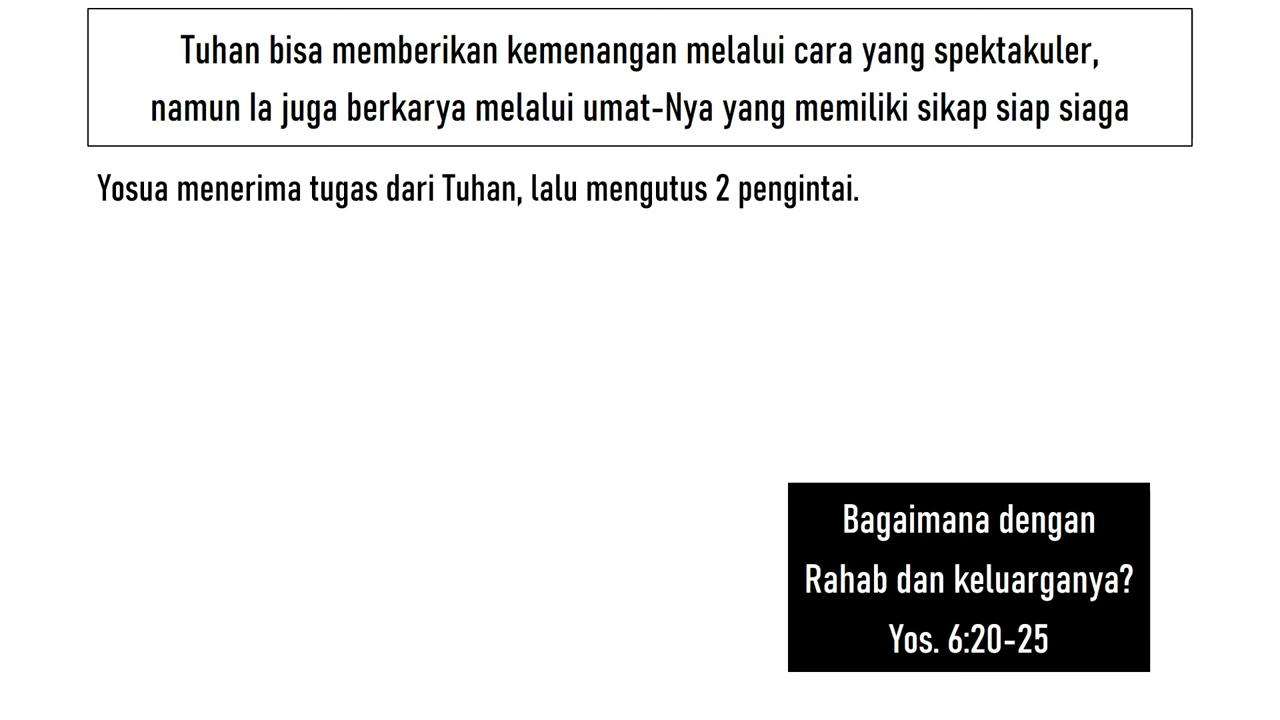 Tuhan bisa memberikan kemenangan melalui cara yang spektakuler,
namun Ia juga berkarya melalui umat-Nya yang memiliki sikap siap siaga
Yosua menerima tugas dari Tuhan, lalu mengutus 2 pengintai.
Bagaimana dengan
Rahab dan keluarganya?
Yos. 6:20-25